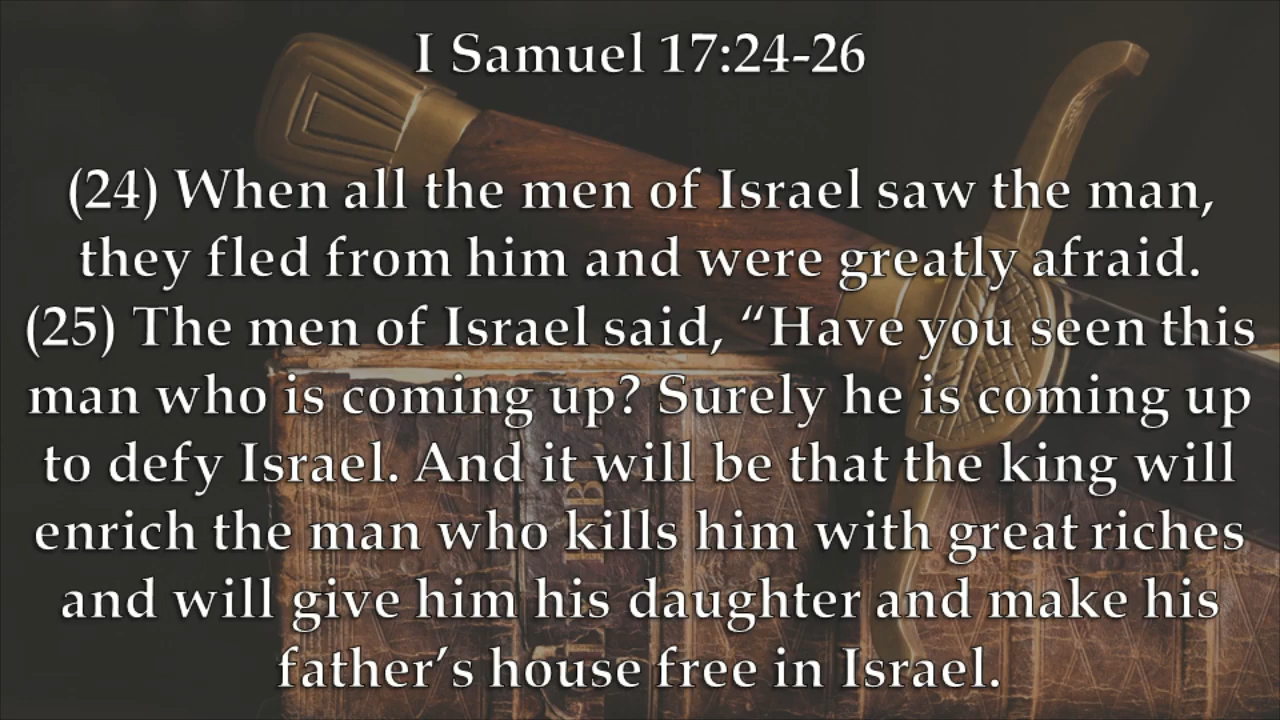 I Samuel 17:24-26
(24) When all the men of Israel saw the man,
they fled from him and were greatly afraid.
(25) The men of Israel said, “Have you seen this
man who is coming up? Surely he is coming up
to defy Israel. And it will be that the king will
enrich the man who kills him with great riches
and will give him his daughter and make his
father’s house free in Israel.